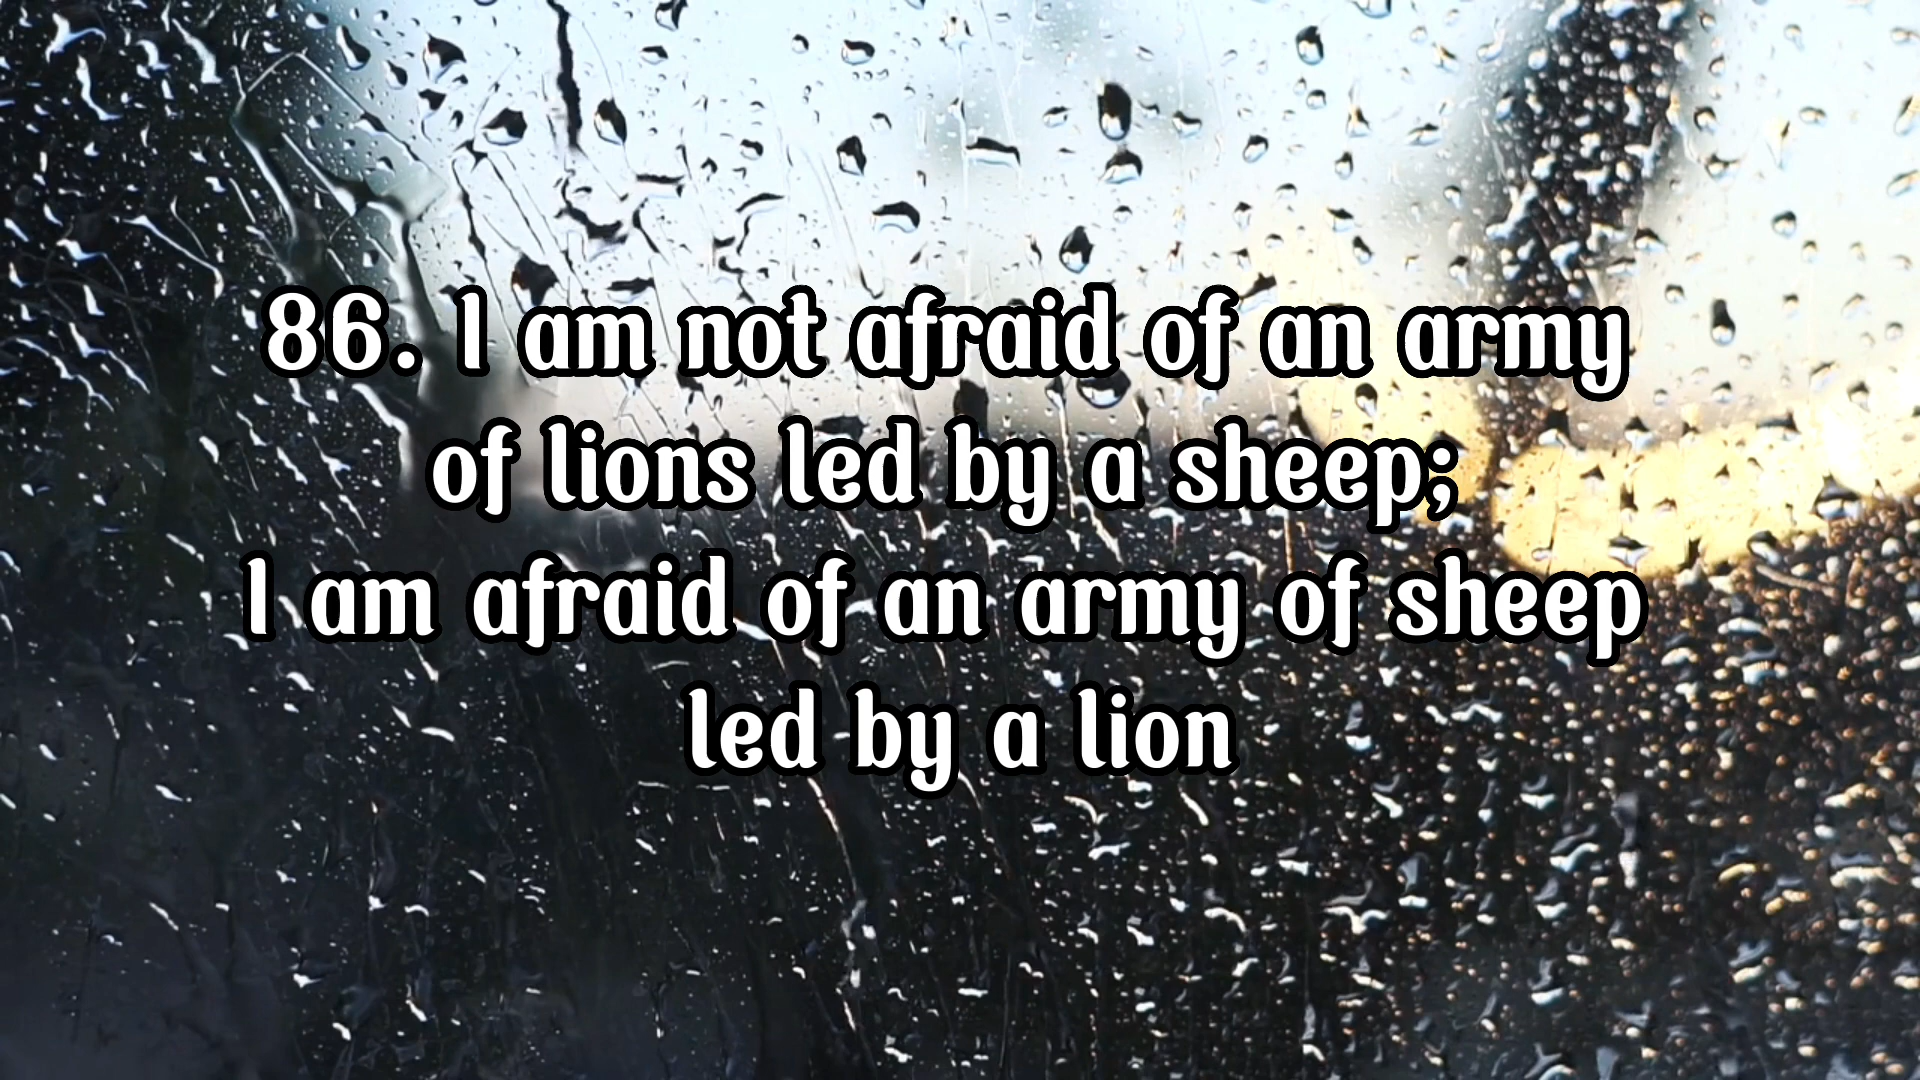 86. I am not afraid of an army
of lions led by a sheep;
I am afraid of an army of sheep
led by a lion